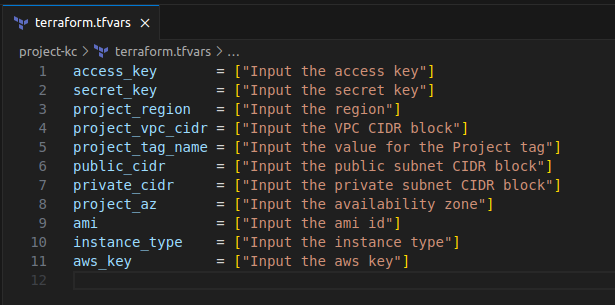 terraform.tfvars ×
project-kc > terraform.tfvars > ...
1 access_key = ["Input the access key"]
2 secret_key = ["Input the secret key"]
3 project_region = ["Input the region"]
4 project_vpc_cidr = ["Input the VPC CIDR block"]
5 project_tag_name = ["Input the value for the Project tag"]
6 public_cidr = ["Input the public subnet CIDR block"]
7 private_cidr = ["Input the private subnet CIDR block"]
8 project_az = ["Input the availability zone"]
9 ami = ["Input the ami id"]
10 instance_type = ["Input the instance type"]
11 aws_key = ["Input the aws key"]
12